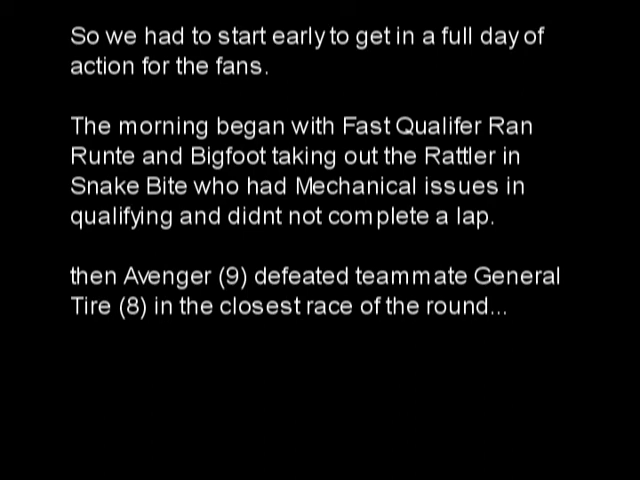 So we had to start early to get in a full day of
action for the fans.
The morning began with Fast Qualifer Ran
Runte and Bigfoot taking out the Rattler in
Snake Bite who had Mechanical issues in
qualifying and didnt not complete a lap.
then Avenger (9) defeated teammate General
Tire (8) in the closest race of the round...